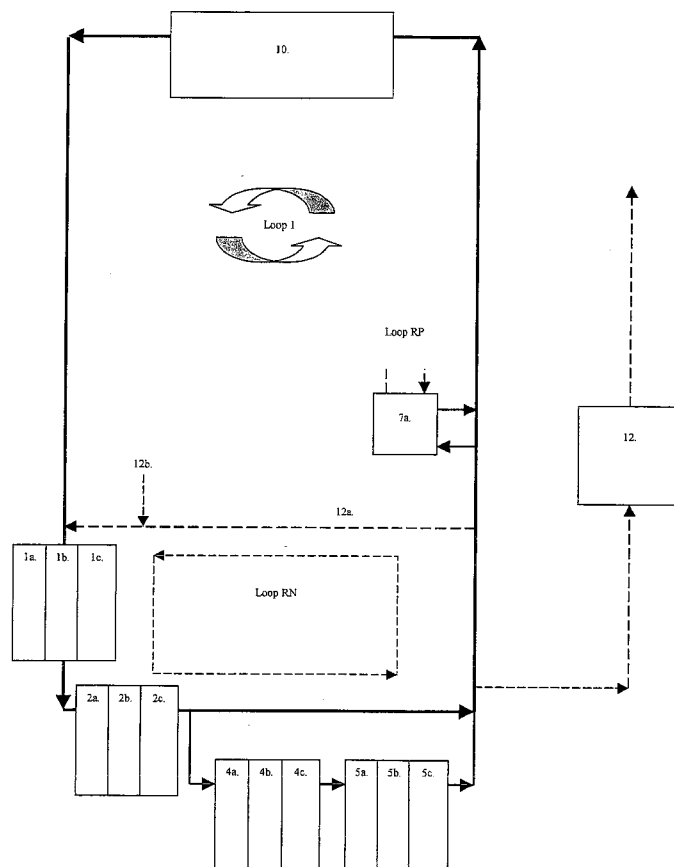 10.
Loop 1
Loop RP
7a.
12.
12b.
12a.
1a. 1b. 1c.
Loop RN
2a. 2b. 2c.
4a. 4b. 4c. 5a. 5b. 5c.